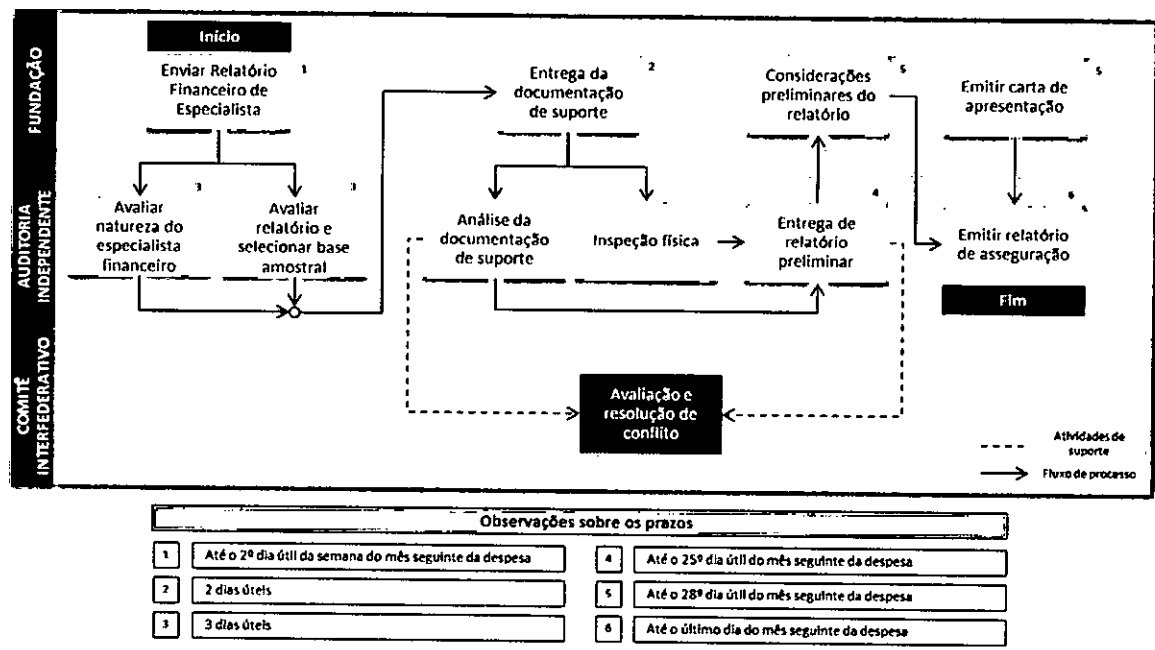 FUNDAÇÃO
Início
Enviar Relatório
Financeiro de
Especialista
1
Entrega da
documentação
de suporte
2
Considerações
preliminares do
relatório
5
Emitir carta de
apresentação
5
AUDITORIA
INDEPENDENTE
Avaliar
natureza do
especialista
financeiro
3
Avaliar
relatório e
selecionar base
amostral
3
Análise da
documentação
de suporte
Inspeção física
Entrega de
relatório
preliminar
4
Emitir relatório
de asseguração
6
Fim
COMITÊ
INTERFEDERATIVO
Avaliação e
resolução de
conflito
Atividades de
suporte
Fluxo de processo
Observações sobre os prazos
1 Até o 2º dia útil da semana do mês seguinte da despesa
2 2 dias úteis
3 3 dias úteis
4 Até o 25º dia útil do mês seguinte da despesa
5 Até o 28º dia útil do mês seguinte da despesa
6 Até o último dia do mês seguinte da despesa